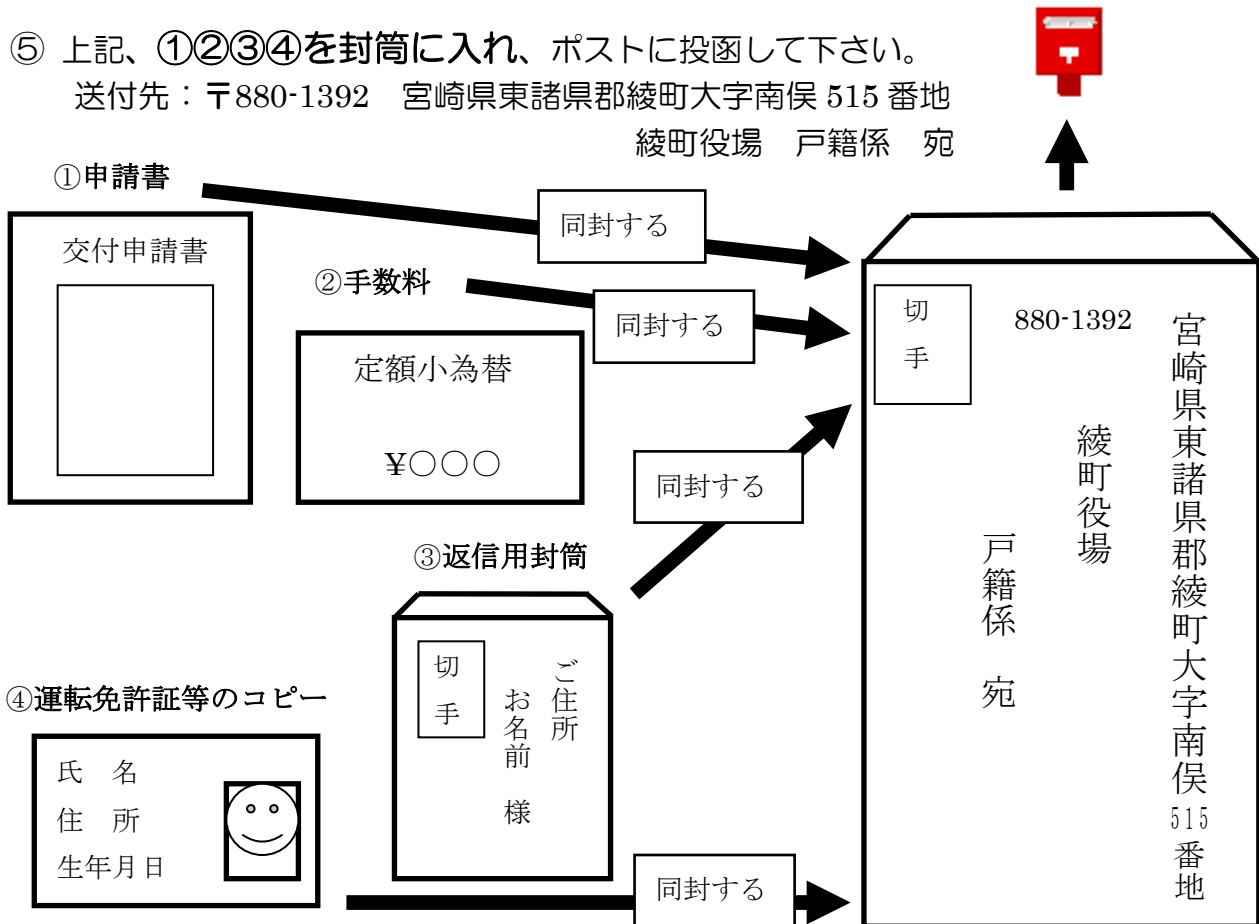 ⑤ 上記、①②③④を封筒に入れ、ポストに投函して下さい。
送付先：〒880-1392　宮崎県東諸県郡綾町大字南俣 515 番地
綾町役場　戸籍係　宛
①申請書
交付申請書
同封する
②手数料
定額小為替
¥○○○
同封する
③返信用封筒
切
手
ご住所
お名前　様
同封する
④運転免許証等のコピー
氏　名
住　所
生年月日
同封する
切
手
880-1392
宮崎県東諸県郡綾町大字南俣515番地
綾町役場
戸籍係　宛